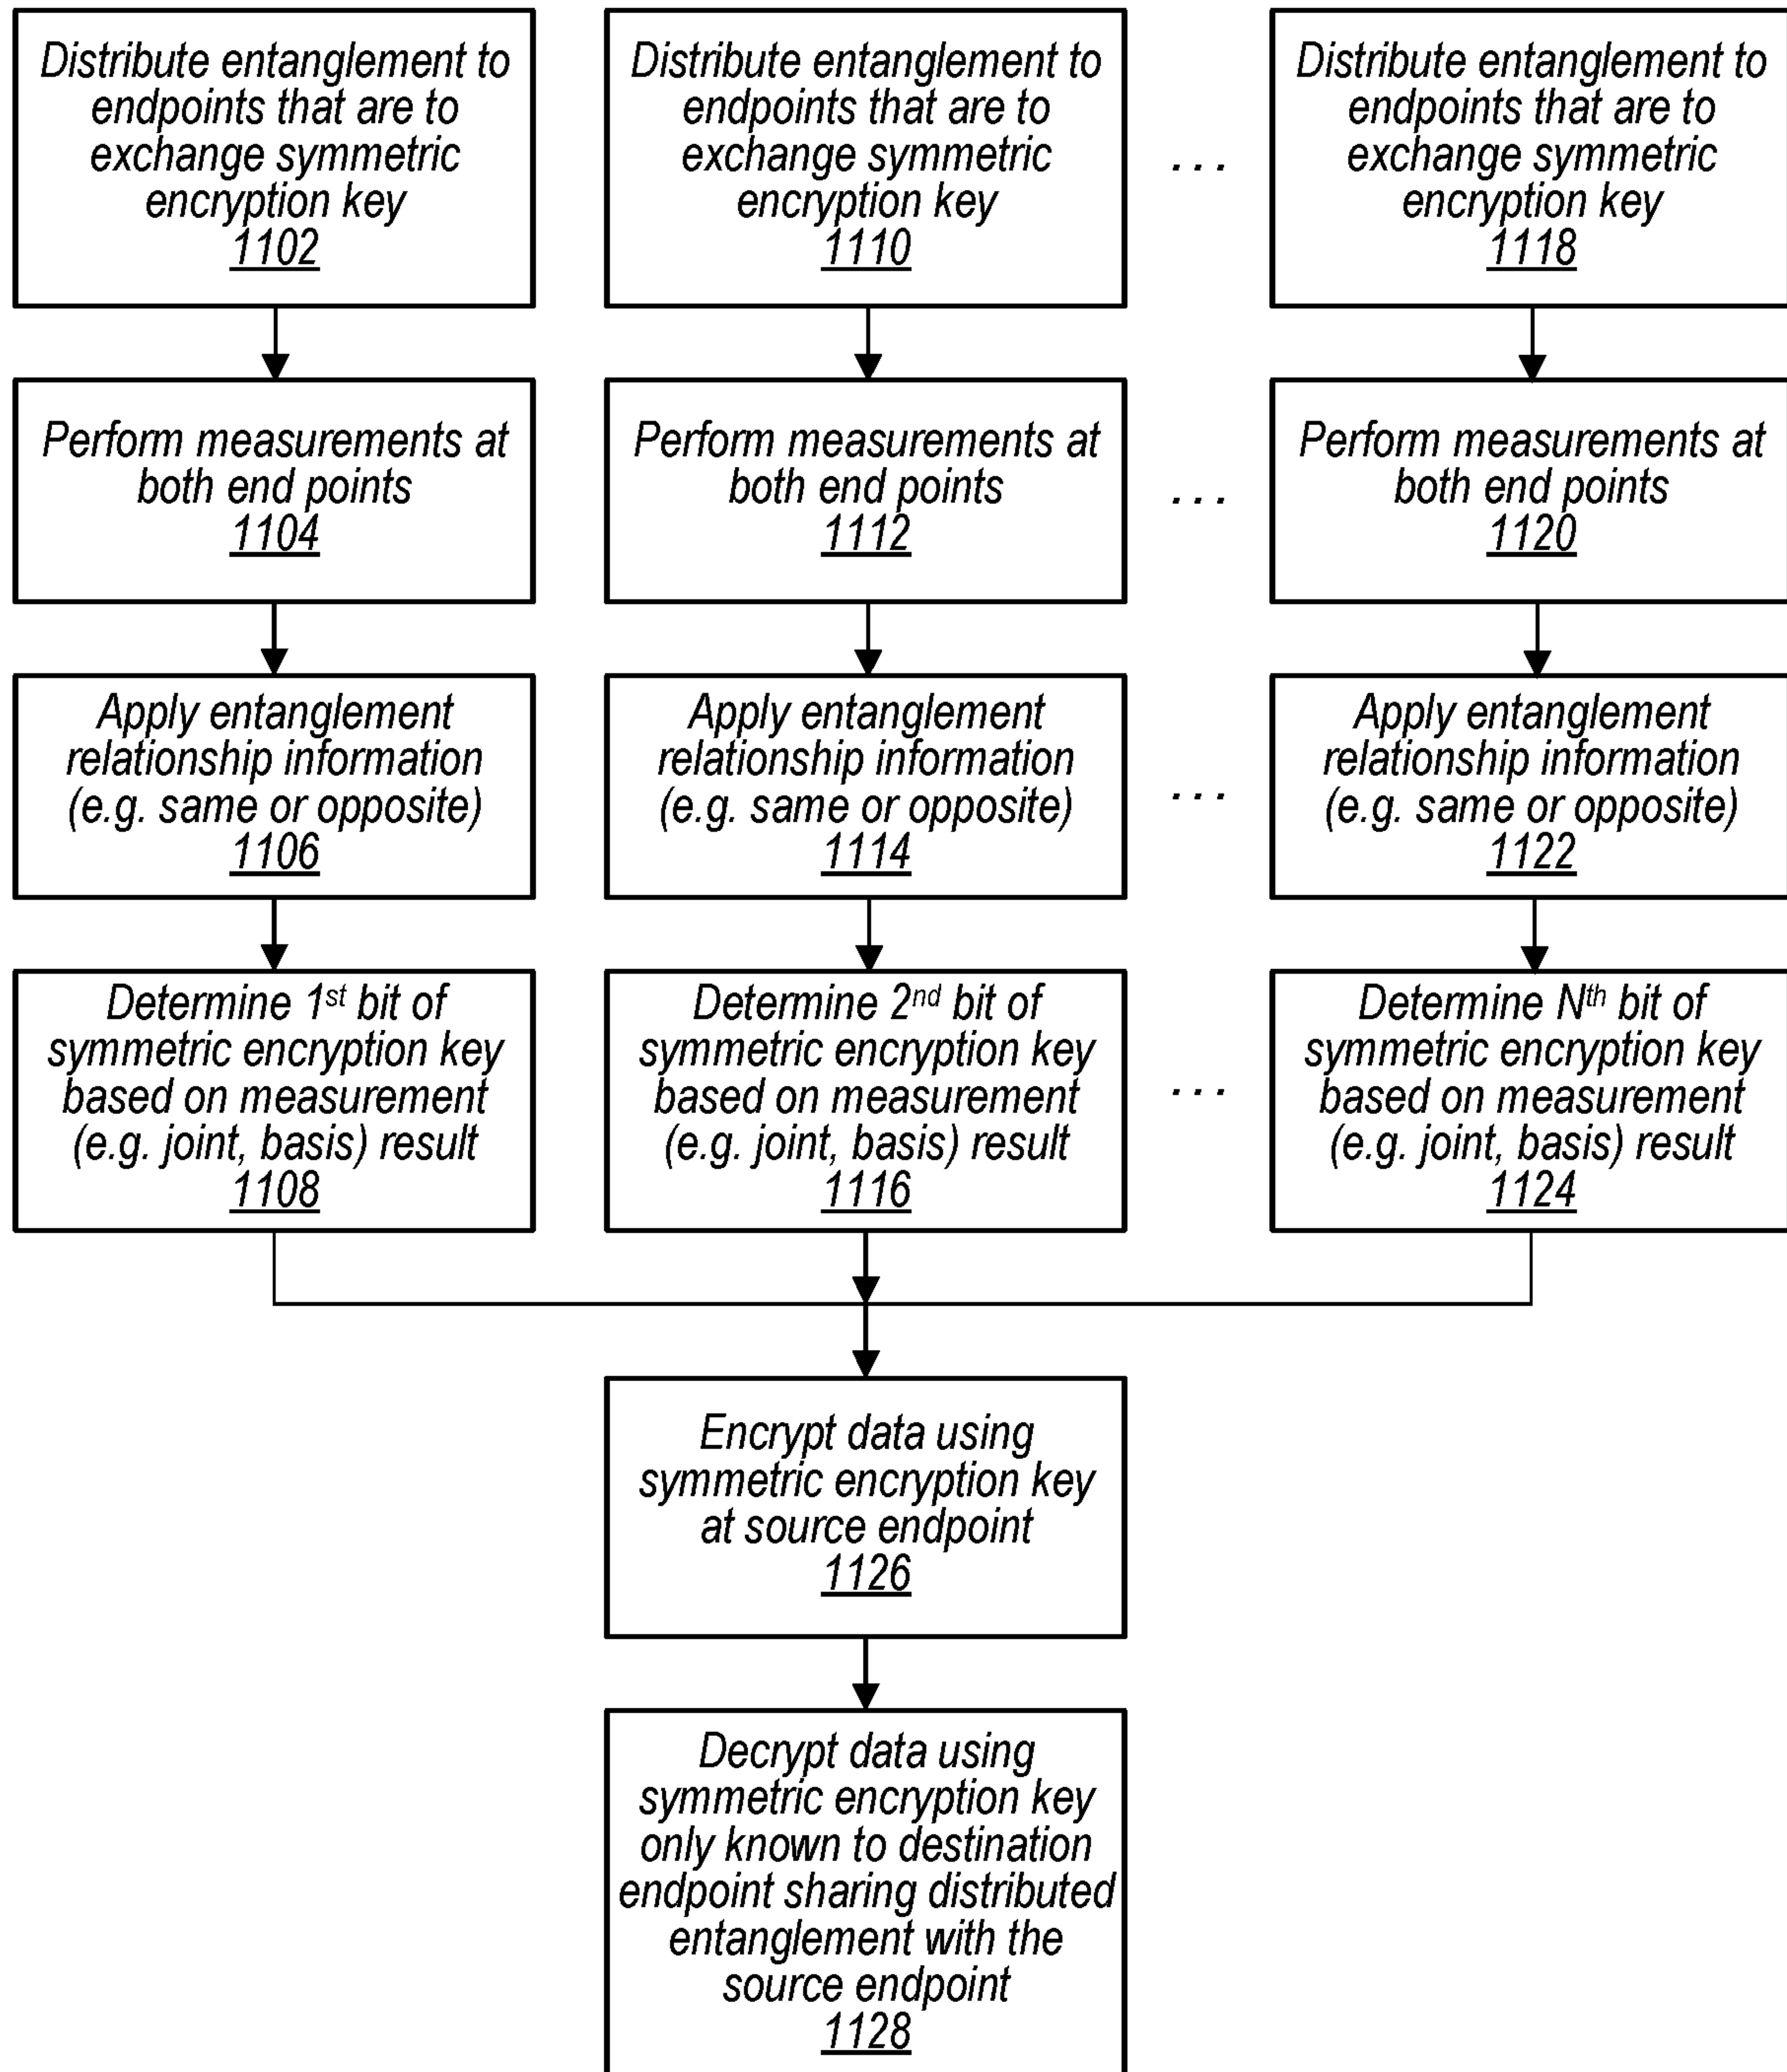 Distribute entanglement to
endpoints that are to
exchange symmetric
encryption key
1102
Distribute entanglement to
endpoints that are to
exchange symmetric
encryption key
1110
...
Distribute entanglement to
endpoints that are to
exchange symmetric
encryption key
1118
Perform measurements at
both end points
1104
Perform measurements at
both end points
1112
...
Perform measurements at
both end points
1120
Apply entanglement
relationship information
(e.g. same or opposite)
1106
Apply entanglement
relationship information
(e.g. same or opposite)
1114
...
Apply entanglement
relationship information
(e.g. same or opposite)
1122
Determine 1st bit of
symmetric encryption key
based on measurement
(e.g. joint, basis) result
1108
Determine 2nd bit of
symmetric encryption key
based on measurement
(e.g. joint, basis) result
1116
...
Determine Nth bit of
symmetric encryption key
based on measurement
(e.g. joint, basis) result
1124
Encrypt data using
symmetric encryption key
at source endpoint
1126
Decrypt data using
symmetric encryption key
only known to destination
endpoint sharing distributed
entanglement with the
source endpoint
1128